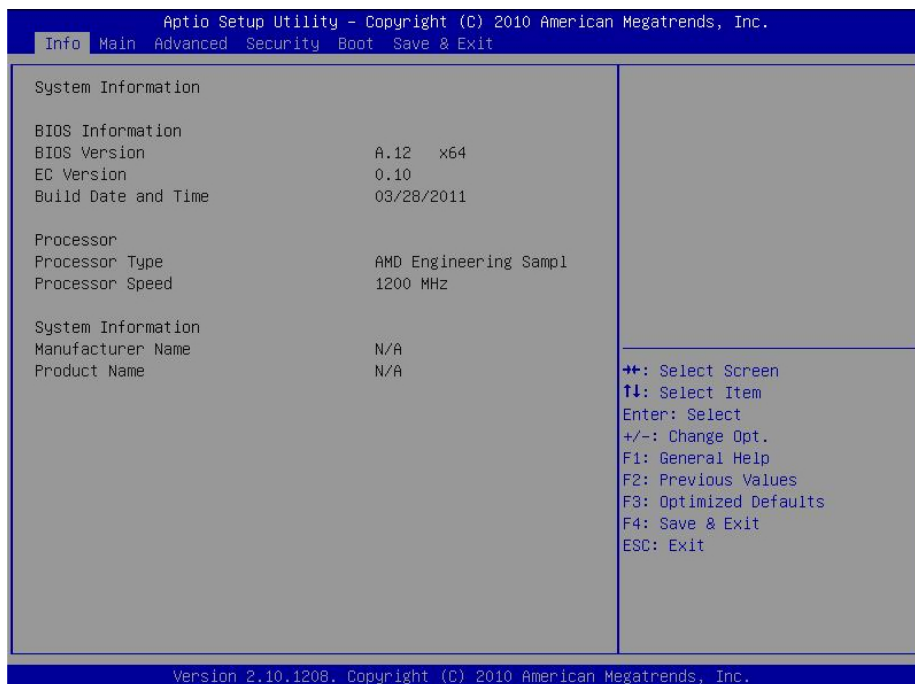 Aptio Setup Utility – Copyright (C) 2010 American Megatrends, Inc.
Info Main Advanced Security Boot Save & Exit
System Information
BIOS Information
BIOS Version A.12 x64
EC Version 0.10
Build Date and Time 03/28/2011
Processor
Processor Type AMD Engineering Sampl
Processor Speed 1200 MHz
System Information
Manufacturer Name N/A
Product Name N/A
→←: Select Screen
↑↓: Select Item
Enter: Select
+/-: Change Opt.
F1: General Help
F2: Previous Values
F3: Optimized Defaults
F4: Save & Exit
ESC: Exit
Version 2.10.1208. Copyright (C) 2010 American Megatrends, Inc.